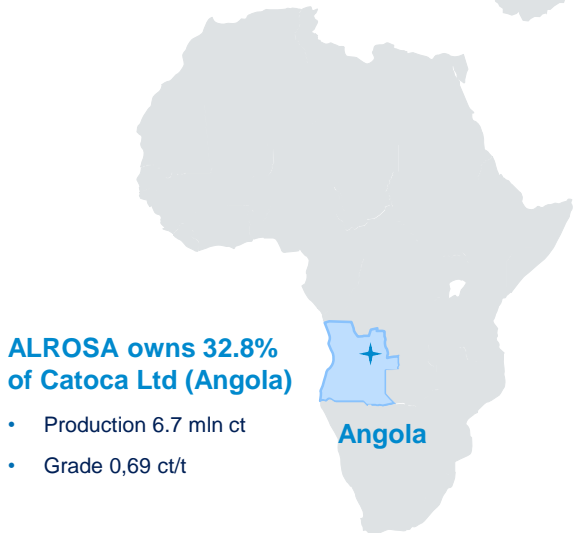 ALROSA owns 32.8%
of Catoca Ltd (Angola)
• Production 6.7 mln ct
• Grade 0,69 ct/t
Angola